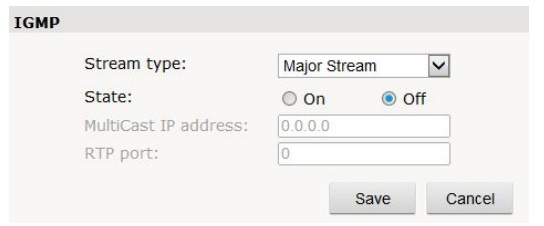 IGMP
Stream type: Major Stream
State: On Off
MultiCast IP address: 0.0.0.0
RTP port: 0
Save Cancel